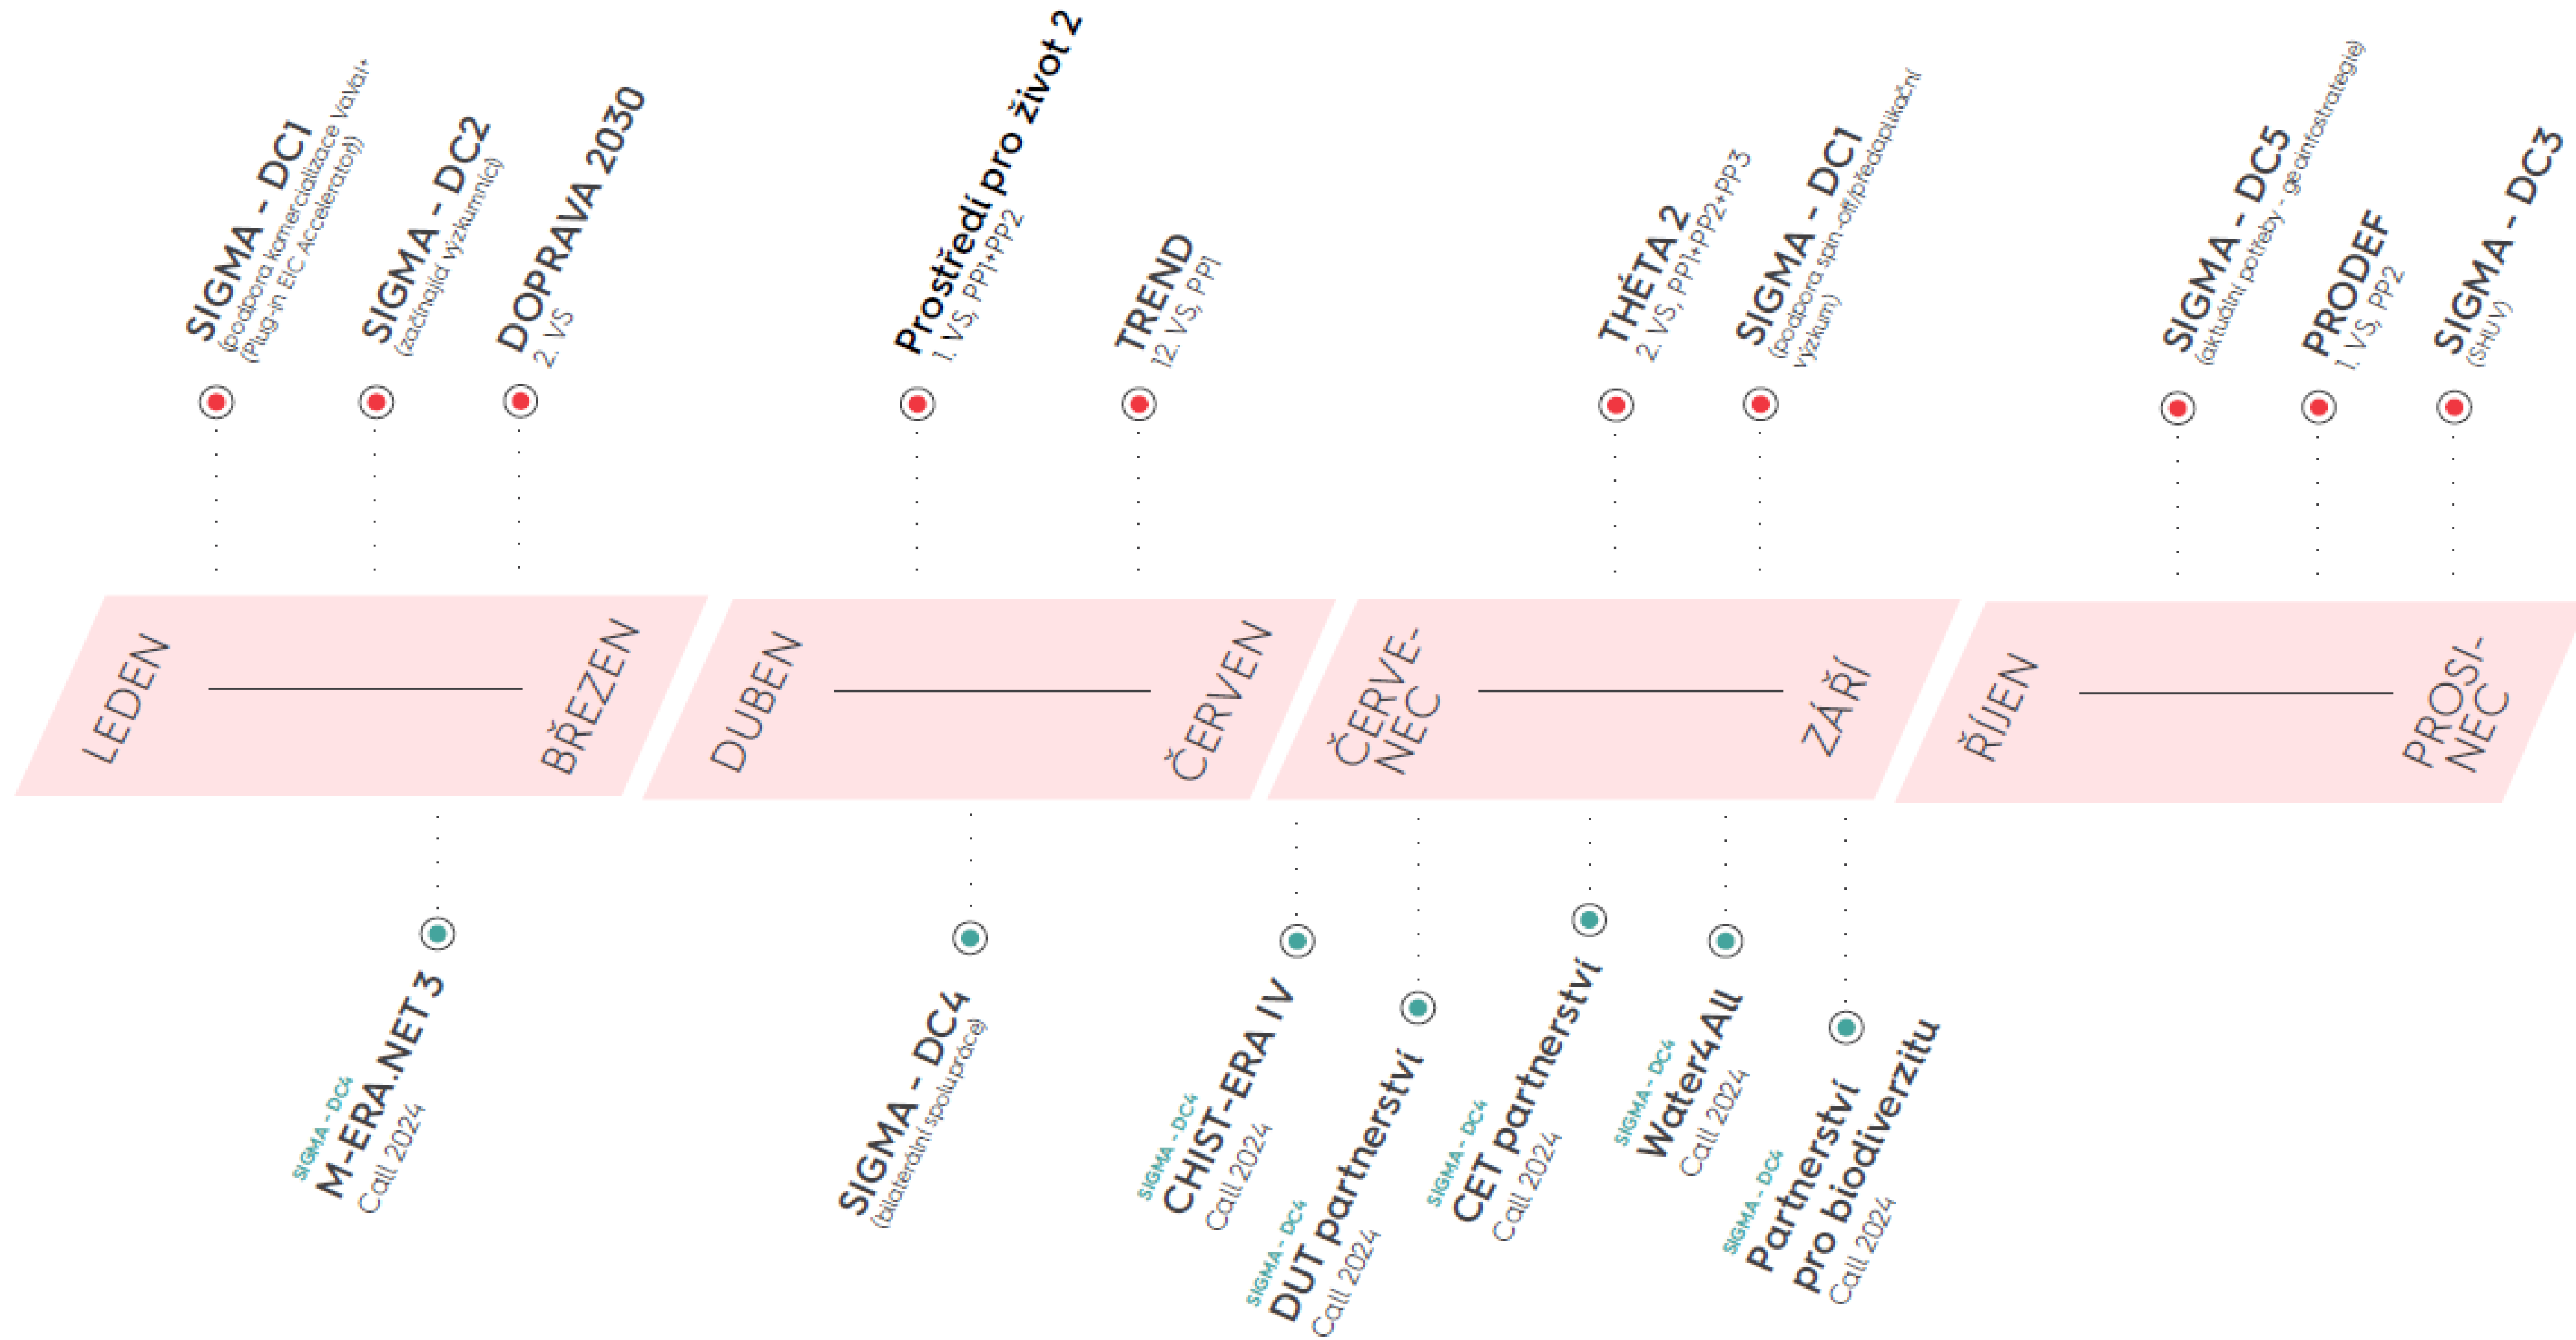 SIGMA - DC1
(podpora komercializace VaVaI+
(Plug-in EIC Accelerator))
SIGMA - DC2
(začínající výzkumníci)
DOPRAVA 2030
2. VS
Prostředí pro život 2
1. VS, PP1+PP2
TREND
12. VS, PP1
THÉTA 2
2. VS, PP1+PP2+PP3
SIGMA - DC1
(podpora spin-off/předaplikační
výzkum)
SIGMA - DC5
(aktuální potřeby - geoinfostrategie)
PRODEF
1. VS, PP2
SIGMA - DC3
(SHUV)
LEDEN
BŘEZEN
DUBEN
ČERVEN
ČERVE-
NEC
ZÁŘÍ
ŘÍJEN
PROSI-
NEC
SIGMA - DC4
M-ERA.NET 3
Call 2024
SIGMA - DC4
(bilaterální spolupráce)
SIGMA - DC4
CHIST-ERA IV
Call 2024
SIGMA - DC4
DUT partnerství
Call 2024
SIGMA - DC4
CET partnerství
Call 2024
SIGMA - DC4
Water4All
Call 2024
SIGMA - DC4
Partnerství
pro biodiverzitu
Call 2024